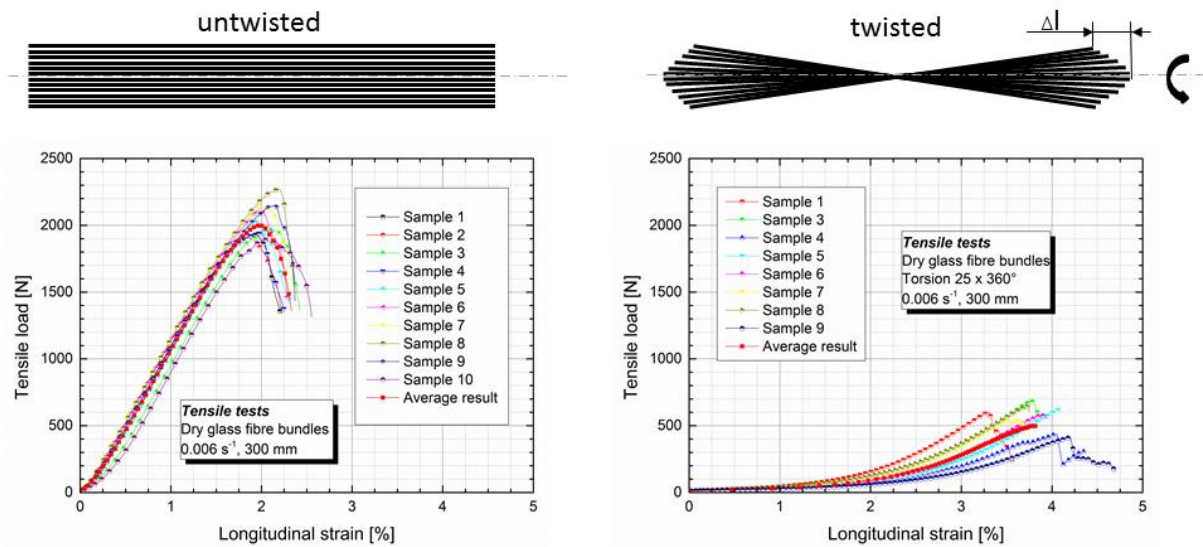 untwisted
twisted
Δl
2500
2000
1500
1000
500
0
Tensile load [N]
0
1
2
3
4
5
Longitudinal strain [%]
Sample 1
Sample 2
Sample 3
Sample 4
Sample 5
Sample 6
Sample 7
Sample 8
Sample 9
Sample 10
Average result
Tensile tests
Dry glass fibre bundles
0.006 s⁻¹, 300 mm
2500
2000
1500
1000
500
0
Tensile load [N]
0
1
2
3
4
5
Longitudinal strain [%]
Sample 1
Sample 3
Sample 4
Sample 5
Sample 6
Sample 7
Sample 8
Sample 9
Average result
Tensile tests
Dry glass fibre bundles
Torsion 25 x 360°
0.006 s⁻¹, 300 mm